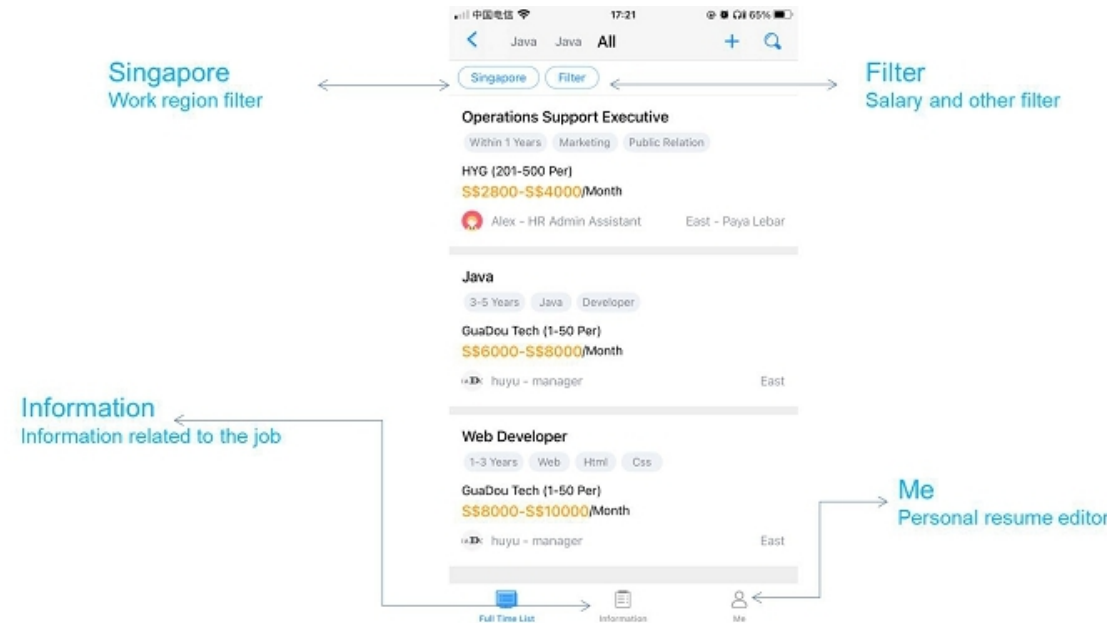 中国电信 17:21 65%
Java Java All
Singapore
Work region filter
Singapore Filter
Filter
Salary and other filter
Operations Support Executive
Within 1 Years Marketing Public Relation
HYG (201-500 Per)
S$2800-S$4000/Month
Alex - HR Admin Assistant East - Paya Lebar
Java
3-5 Years Java Developer
GuaDou Tech (1-50 Per)
S$6000-S$8000/Month
huyu - manager East
Information
Information related to the job
Web Developer
1-3 Years Web Html Css
GuaDou Tech (1-50 Per)
S$8000-S$10000/Month
huyu - manager East
Me
Personal resume editor
Full Time List Information Me